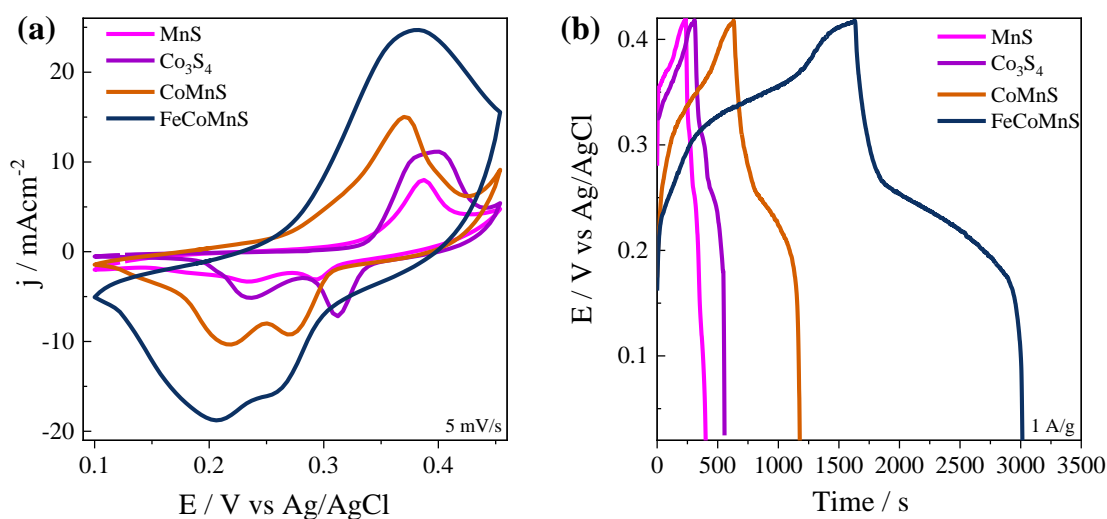 (a)
MnS
Co₃S₄
CoMnS
FeCoMnS
20
10
0
-10
-20
j / mAcm⁻²
5 mV/s
0.1 0.2 0.3 0.4
E / V vs Ag/AgCl
(b)
MnS
Co₃S₄
CoMnS
FeCoMnS
0.4
0.3
0.2
0.1
E / V vs Ag/AgCl
1 A/g
0 500 1000 1500 2000 2500 3000 3500
Time / s